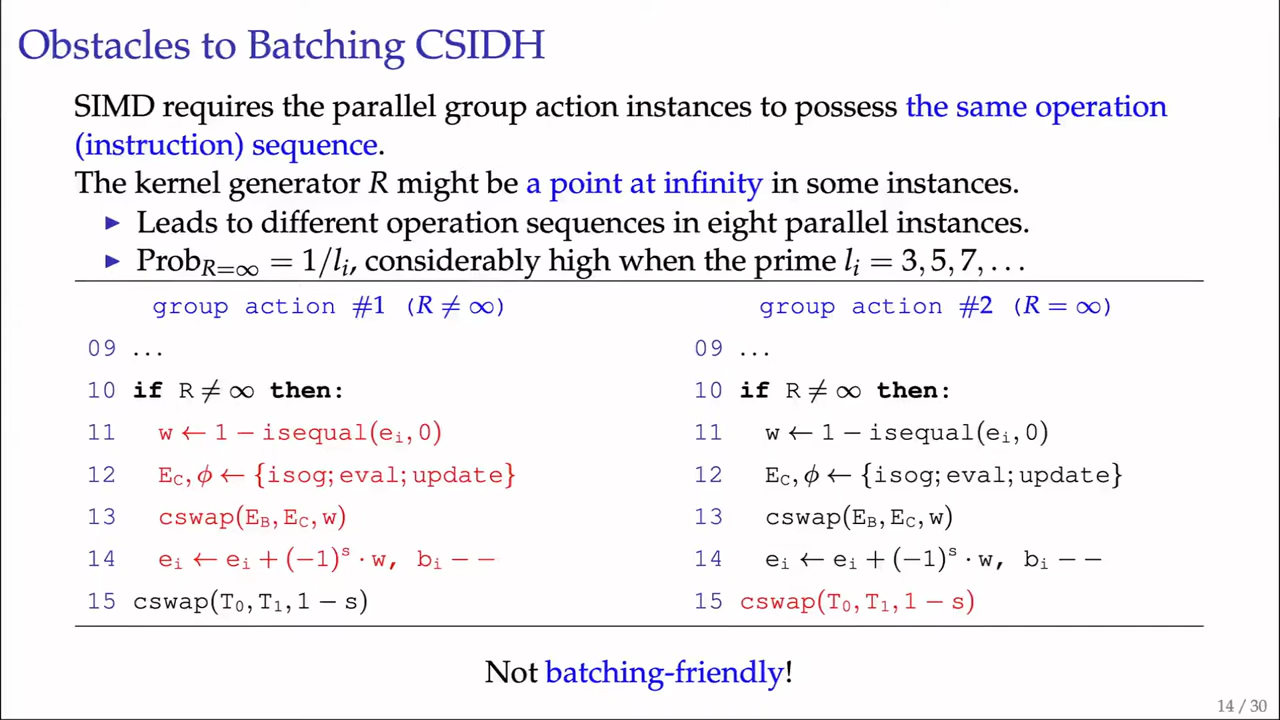 Obstacles to Batching CSIDH
SIMD requires the parallel group action instances to possess the same operation
(instruction) sequence.
The kernel generator R might be a point at infinity in some instances.
▶ Leads to different operation sequences in eight parallel instances.
▶ Prob_{R=∞} = 1/l_i, considerably high when the prime l_i = 3, 5, 7, . . .
group action #1 (R ≠ ∞)
09 ...
10 if R ≠ ∞ then:
11 w ← 1 − isequal(e_i, 0)
12 E_C, ϕ ← {isog; eval; update}
13 cswap(E_B, E_C, w)
14 e_i ← e_i + (−1)^s · w, b_i − −
15 cswap(T_0, T_1, 1 − s)
group action #2 (R = ∞)
09 ...
10 if R ≠ ∞ then:
11 w ← 1 − isequal(e_i, 0)
12 E_C, ϕ ← {isog; eval; update}
13 cswap(E_B, E_C, w)
14 e_i ← e_i + (−1)^s · w, b_i − −
15 cswap(T_0, T_1, 1 − s)
Not batching-friendly!
14 / 30